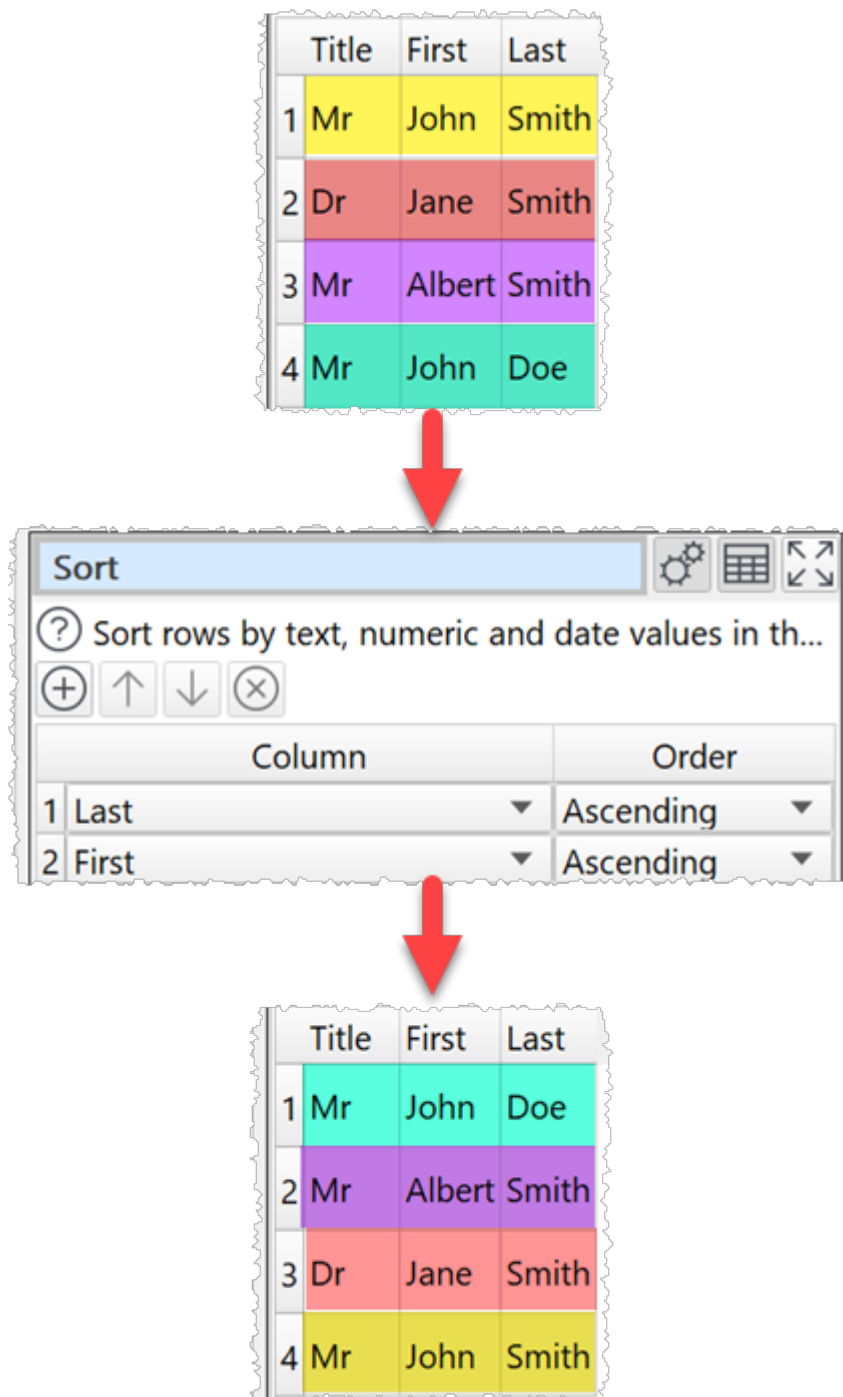 Title First Last
1 Mr John Smith
2 Dr Jane Smith
3 Mr Albert Smith
4 Mr John Doe
Sort
Sort rows by text, numeric and date values in th...
Column Order
1 Last Ascending
2 First Ascending
Title First Last
1 Mr John Doe
2 Mr Albert Smith
3 Dr Jane Smith
4 Mr John Smith